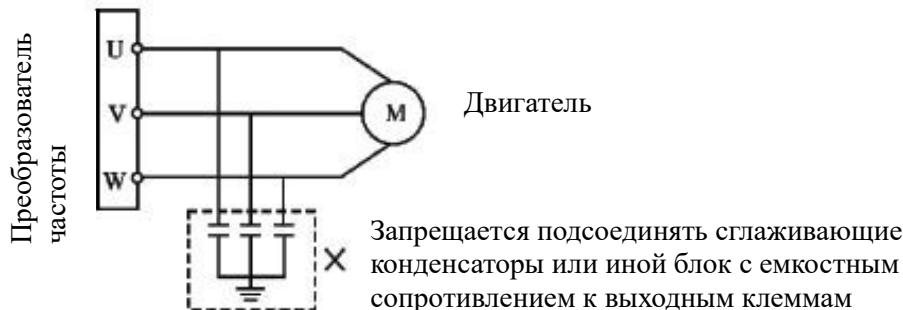 Преобразователь
частоты
U
V
W
M
Двигатель
Запрещается подсоединять сглаживающие
конденсаторы или иной блок с емкостным
сопротивлением к выходным клеммам